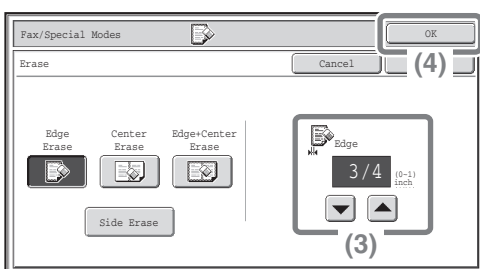 Fax/Special Modes
OK
Erase
Cancel
(4)
Edge
Erase
Center
Erase
Edge+Center
Erase
Edge
3/4
(0-1)
inch
Side Erase
(3)